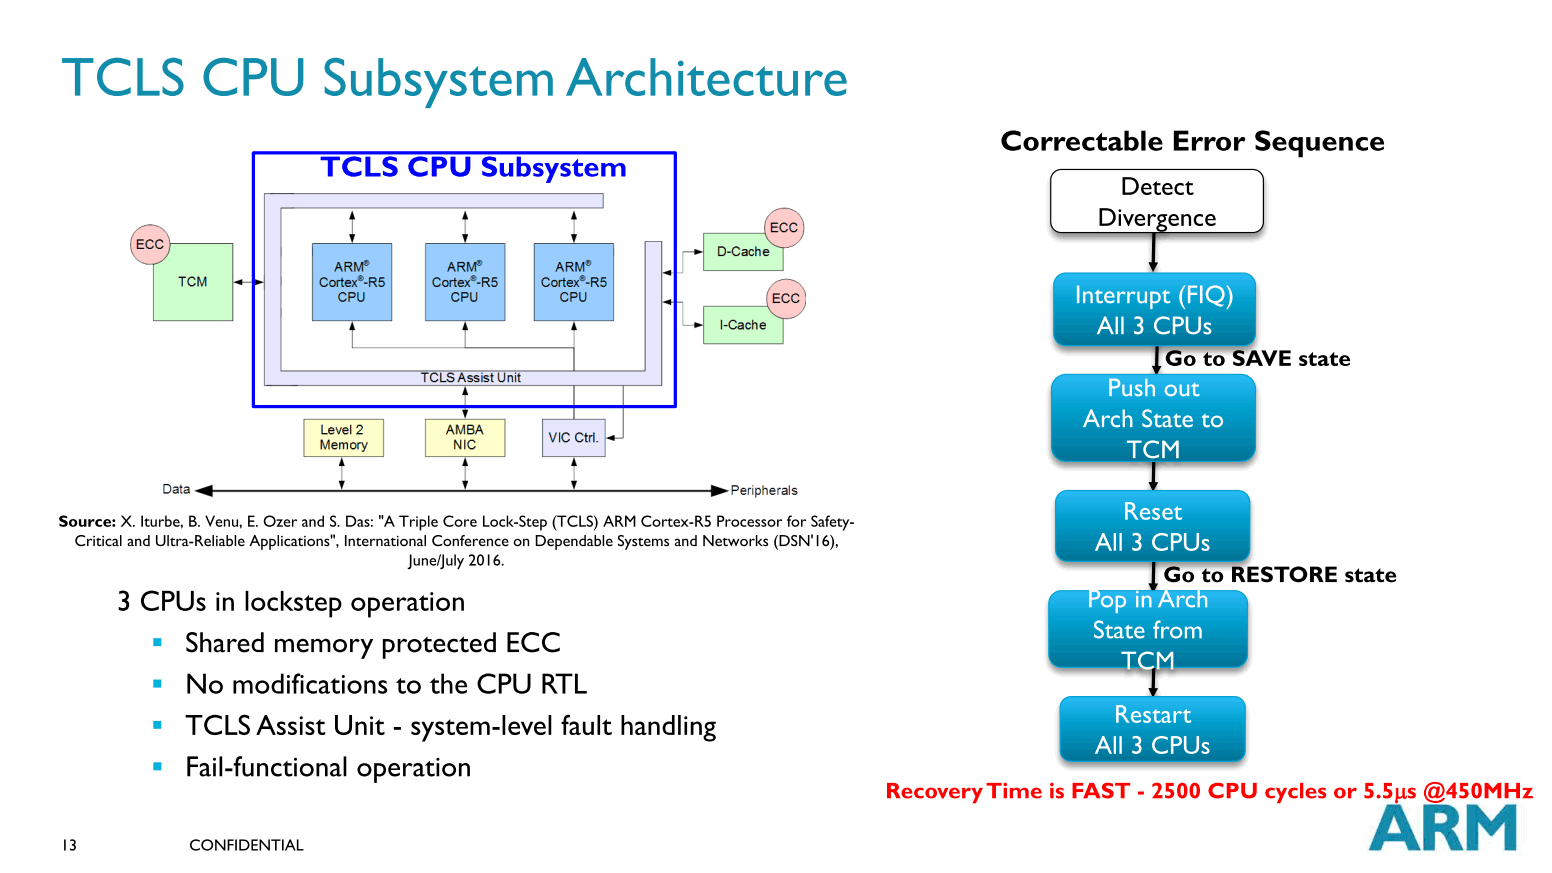 TCLS CPU Subsystem Architecture
TCLS CPU Subsystem
ECC
TCM
ARM®
Cortex®-R5
CPU
ARM®
Cortex®-R5
CPU
ARM®
Cortex®-R5
CPU
ECC
D-Cache
ECC
I-Cache
TCLS Assist Unit
Level 2
Memory
AMBA
NIC
VIC Ctrl.
Data
Peripherals
Source: X. Iturbe, B. Venu, E. Ozer and S. Das: "A Triple Core Lock-Step (TCLS) ARM Cortex-R5 Processor for Safety-
Critical and Ultra-Reliable Applications", International Conference on Dependable Systems and Networks (DSN'16),
June/July 2016.
3 CPUs in lockstep operation
▪ Shared memory protected ECC
▪ No modifications to the CPU RTL
▪ TCLS Assist Unit - system-level fault handling
▪ Fail-functional operation
Correctable Error Sequence
Detect
Divergence
Interrupt (FIQ)
All 3 CPUs
Go to SAVE state
Push out
Arch State to
TCM
Reset
All 3 CPUs
Go to RESTORE state
Pop in Arch
State from
TCM
Restart
All 3 CPUs
Recovery Time is FAST - 2500 CPU cycles or 5.5μs @450MHz
13
CONFIDENTIAL
ARM